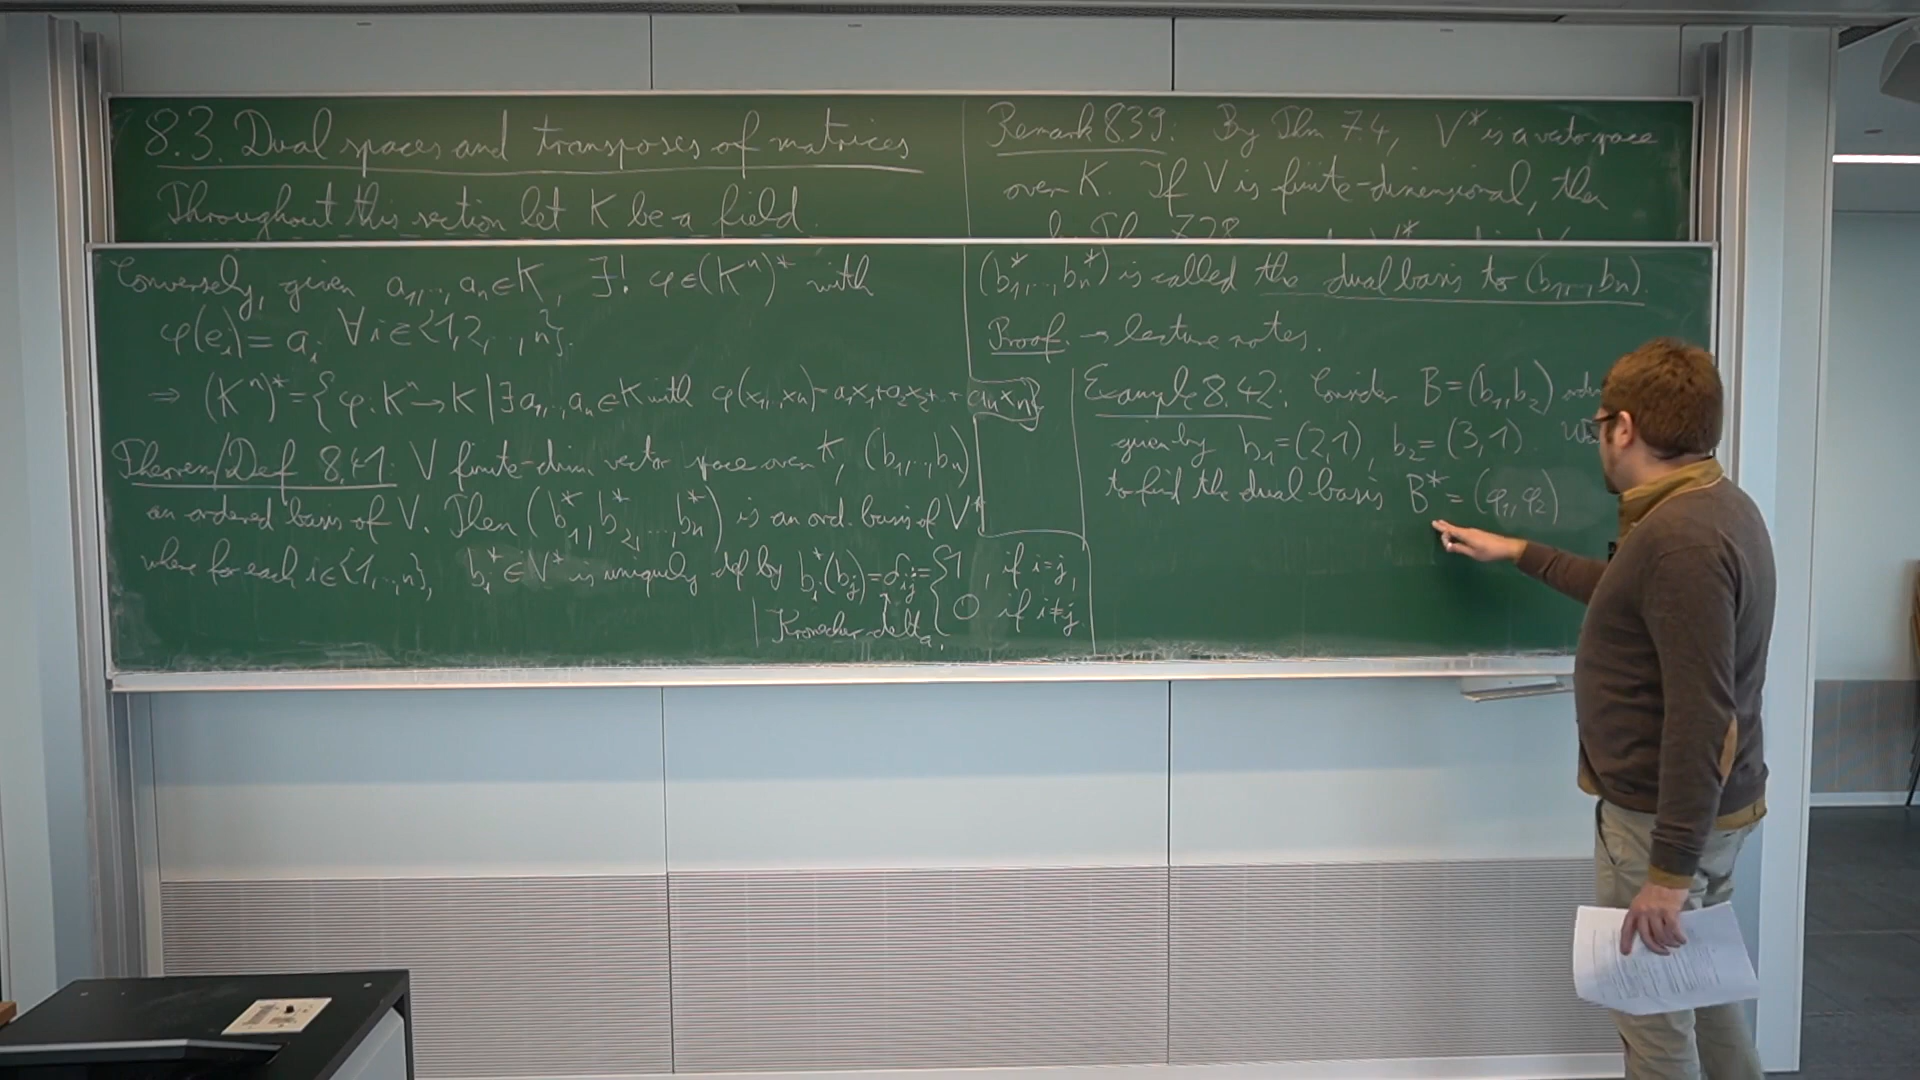 8.3. Dual spaces and transposes of matrices
Throughout this section let K be a field.
Remark 8.39: By Thm 7.4, V* is a vector space
over K. If V is finite-dimensional, then
Conversely, given a₁,.., aₙ∈K, ∃! φ∈(Kⁿ)* with
φ(eᵢ)= aᵢ ∀i∈{1,2,..,n}.
⇒ (Kⁿ)*={φ: Kⁿ→K | ∃a₁,..,aₙ∈K with φ(x₁,..,xₙ)=a₁x₁+a₂x₂+..+aₙxₙ}
Theorem/Def 8.41: V finite-dim vector space over K, (b₁,..,bₙ)
an ordered basis of V. Then (b₁*, b₂*, ..., bₙ*) is an ord. basis of V*
where for each i∈{1,..,n}, bᵢ*∈V* is uniquely def by bᵢ*(bⱼ)=δᵢⱼ={1, if i=j,
0 if i≠j.
Kronecker delta
(b₁*,..., bₙ*) is called the dual basis to (b₁,.., bₙ).
Proof. → lecture notes.
Example 8.42: Consider B=(b₁,b₂)
given by b₁=(2,1), b₂=(3,1).
to find the dual basis B*=(φ₁,φ₂)